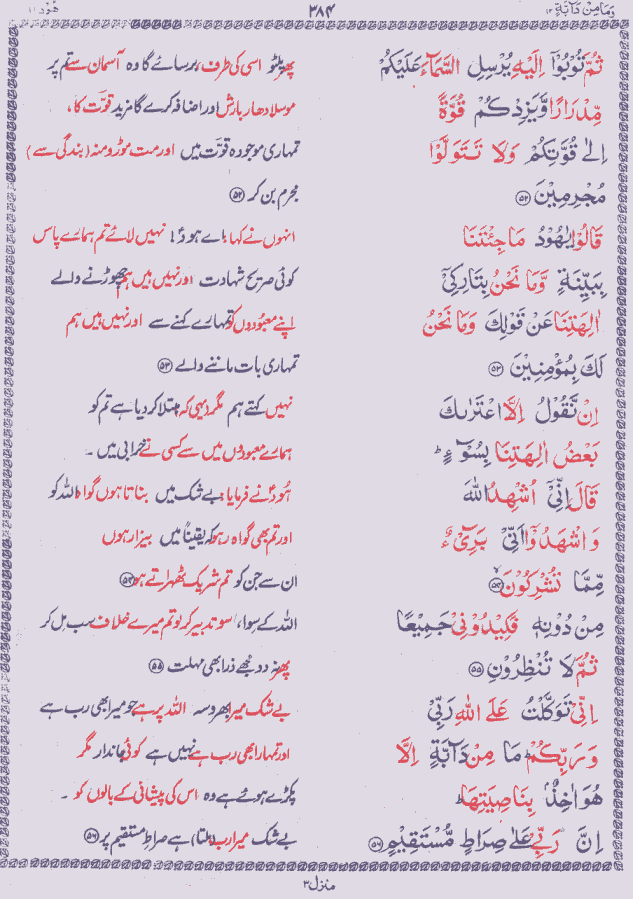 وَمَا مِنْ دَآبَّةٍ ١٢ ٣٨٤ هُوْد ١١
ثُمَّ تُوْبُوْٓا اِلَيْهِ يُرْسِلِ السَّمَآءَ عَلَيْكُمْ پھر پلٹو اسی کی طرف، برسائے گا وہ آسمان سے تم پر
مِّدْرَارًا وَّيَزِدْكُمْ قُوَّةً موسلا دھار بارش اور اضافہ کرے گا مزید قوّت کا،
اِلٰى قُوَّتِكُمْ وَلَا تَتَوَلَّوْا تمہاری موجودہ قوّت میں اور مت موڑو منہ (بندگی سے)
مُجْرِمِيْنَ ﴿٥٢﴾ مجرم بن کر ﴿٥٢﴾
قَالُوْا يٰهُوْدُ مَا جِئْتَنَا انہوں نے کہا: اے ہودؑ! نہیں لائے تم ہمارے پاس
بِبَيِّنَةٍ وَّمَا نَحْنُ بِتَارِكِيْٓ کوئی صریح شہادت اور نہیں ہیں ہم چھوڑنے والے
اٰلِهَتِنَا عَنْ قَوْلِكَ وَمَا نَحْنُ اپنے معبودوں کو تمہارے کہنے سے اور نہیں ہیں ہم
لَكَ بِمُؤْمِنِيْنَ ﴿٥٣﴾ تمہاری بات ماننے والے ﴿٥٣﴾
اِنْ نَّقُوْلُ اِلَّا اعْتَرٰىكَ نہیں کہتے ہم مگر یہی کہ مبتلا کر دیا ہے تم کو
بَعْضُ اٰلِهَتِنَا بِسُوْٓءٍ ؕ ہمارے معبودوں میں سے کسی نے خرابی میں ۔
قَالَ اِنِّيْٓ اُشْهِدُ اللّٰهَ ہُودؑ نے فرمایا: بے شک میں بناتا ہوں گواہ اللہ کو
وَاشْهَدُوْٓا اَنِّيْ بَرِيْٓءٌ اور تم بھی گواہ رہو کہ یقیناً میں بیزار ہوں
مِّمَّا تُشْرِكُوْنَ ﴿٥٤﴾ ان سے جن کو تم شریک ٹھہراتے ہو ﴿٥٤﴾
مِنْ دُوْنِهٖ فَكِيْدُوْنِيْ جَمِيْعًا اللہ کے سوا، سو تدبیر کر لو تم میرے خلاف سب مل کر
ثُمَّ لَا تُنْظِرُوْنِ ﴿٥٥﴾ پھر نہ دو مجھے ذرا بھی مہلت ﴿٥٥﴾
اِنِّيْ تَوَكَّلْتُ عَلَى اللّٰهِ رَبِّيْ بے شک میرا بھروسہ اللہ پر ہے جو میرا بھی رب ہے
وَرَبِّكُمْ ؕ مَا مِنْ دَآبَّةٍ اِلَّا اور تمہارا بھی رب ہے نہیں ہے کوئی جاندار مگر
هُوَ اٰخِذٌۢ بِنَاصِيَتِهَا ؕ پکڑے ہوئے ہے وہ اس کی پیشانی کے بالوں کو ۔
اِنَّ رَبِّيْ عَلٰى صِرَاطٍ مُّسْتَقِيْمٍ ﴿٥٦﴾ بے شک میرا رب (ملتا) ہے صراطِ مستقیم پر ﴿٥٦﴾
منزل ٣